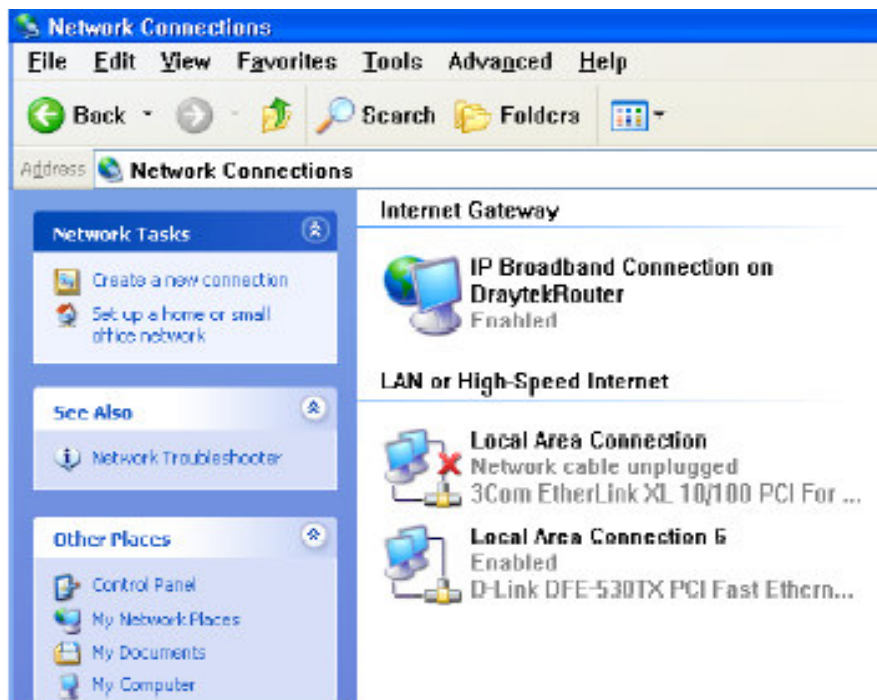 Network Connections
File Edit View Favorites Tools Advanced Help
Back Search Folders
Address Network Connections
Network Tasks
Create a new connection
Set up a home or small
office network
See Also
Network Troubleshooter
Other Places
Control Panel
My Network Places
My Documents
My Computer
Internet Gateway
IP Broadband Connection on
DraytekRouter
Enabled
LAN or High-Speed Internet
Local Area Connection
Network cable unplugged
3Com EtherLink XL 10/100 PCI For ...
Local Area Connection 6
Enabled
D-Link DFE-530TX PCI Fast Ethern...